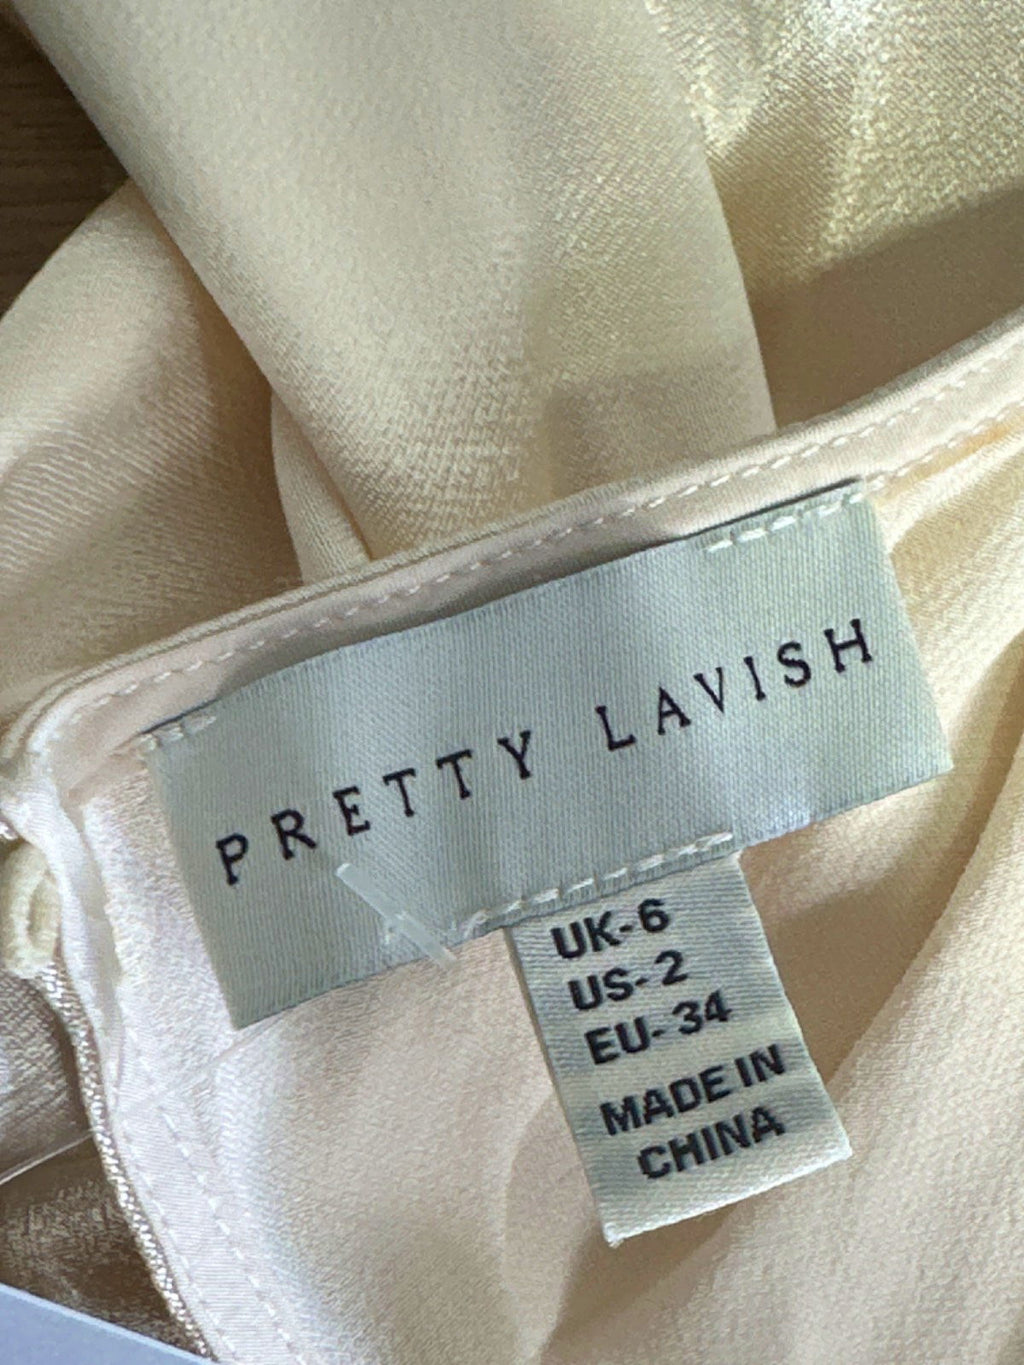 PRETTY LAVISH
UK-6
US-2
EU-34
MADE IN
CHINA